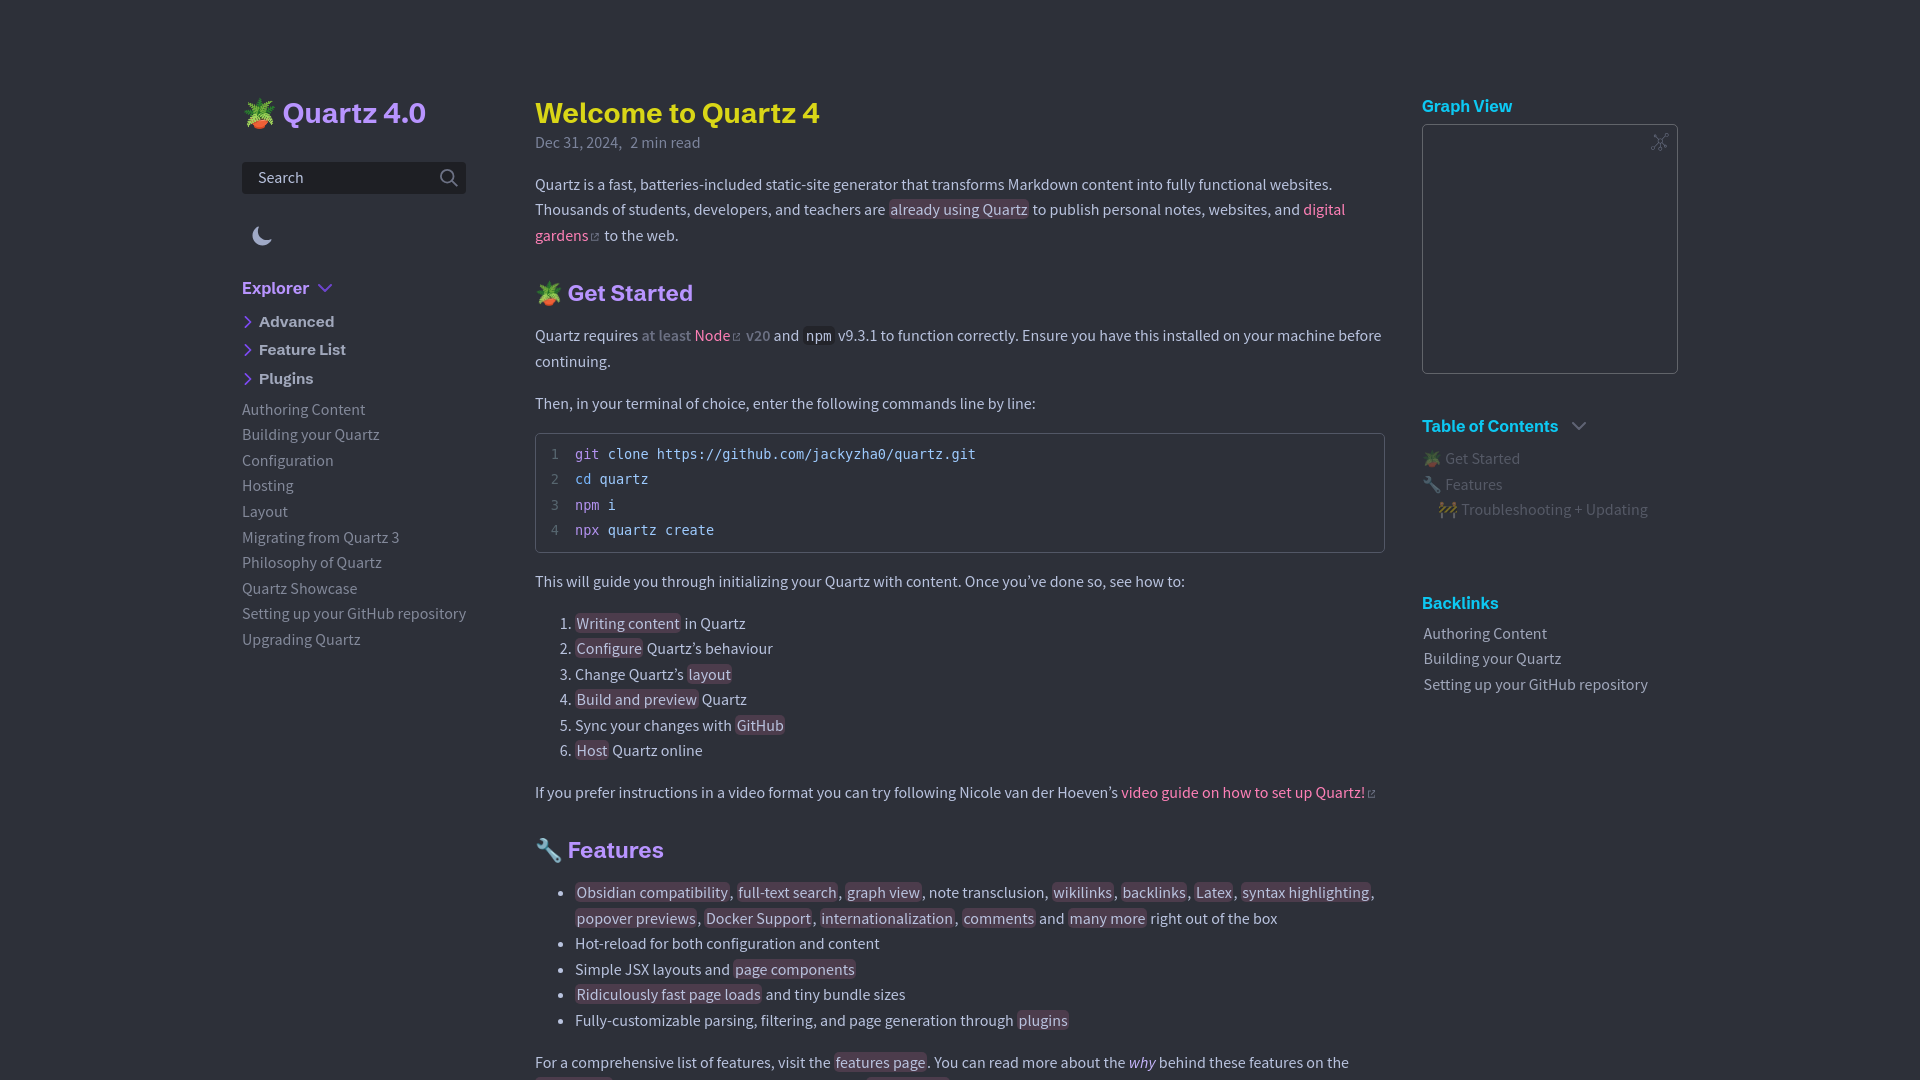 🪴 Quartz 4.0
Search
Explorer
Advanced
Feature List
Plugins
Authoring Content
Building your Quartz
Configuration
Hosting
Layout
Migrating from Quartz 3
Philosophy of Quartz
Quartz Showcase
Setting up your GitHub repository
Upgrading Quartz
Welcome to Quartz 4
Dec 31, 2024, 2 min read
Quartz is a fast, batteries-included static-site generator that transforms Markdown content into fully functional websites.
Thousands of students, developers, and teachers are already using Quartz to publish personal notes, websites, and digital
gardens to the web.
🪴 Get Started
Quartz requires at least Node v20 and npm v9.3.1 to function correctly. Ensure you have this installed on your machine before
continuing.
Then, in your terminal of choice, enter the following commands line by line:
1 git clone https://github.com/jackyzha0/quartz.git
2 cd quartz
3 npm i
4 npx quartz create
This will guide you through initializing your Quartz with content. Once you’ve done so, see how to:
1. Writing content in Quartz
2. Configure Quartz’s behaviour
3. Change Quartz’s layout
4. Build and preview Quartz
5. Sync your changes with GitHub
6. Host Quartz online
If you prefer instructions in a video format you can try following Nicole van der Hoeven’s video guide on how to set up Quartz!
🔧 Features
• Obsidian compatibility, full-text search, graph view, note transclusion, wikilinks, backlinks, Latex, syntax highlighting,
popover previews, Docker Support, internationalization, comments and many more right out of the box
• Hot-reload for both configuration and content
• Simple JSX layouts and page components
• Ridiculously fast page loads and tiny bundle sizes
• Fully-customizable parsing, filtering, and page generation through plugins
For a comprehensive list of features, visit the features page. You can read more about the why behind these features on the
Graph View
Table of Contents
🪴 Get Started
🔧 Features
🚧 Troubleshooting + Updating
Backlinks
Authoring Content
Building your Quartz
Setting up your GitHub repository